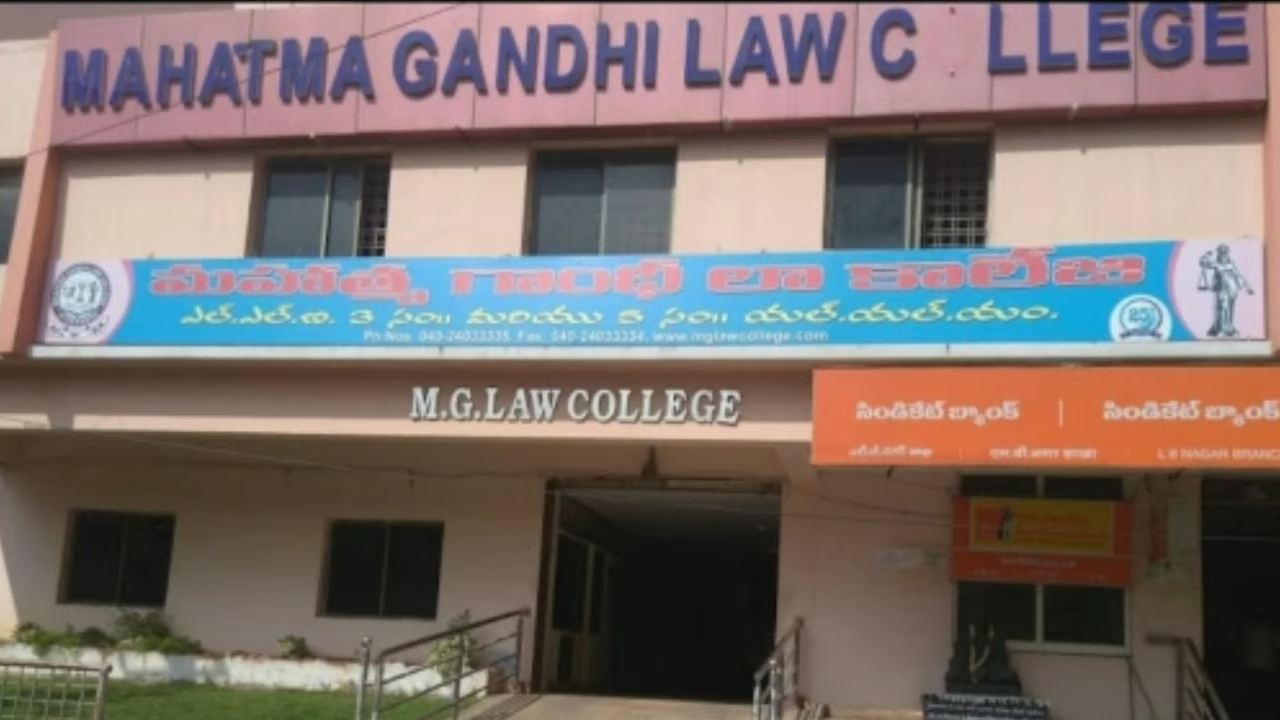 MAHATMA GANDHI LAW C LLEGE
మహాత్మ గాంధీ లా కాలేజి
ఎల్.ఎల్.బి. 3 సం॥ మరియు 5 సం॥ యల్.యల్.యం.
Ph Nos. 040-24033335, Fax: 040-24033334, www.mglawcollege.com
M.G.LAW COLLEGE
సిండికేట్ బ్యాంక్ | సిండికేట్ బ్యాంక్
L B NAGAR BRANC